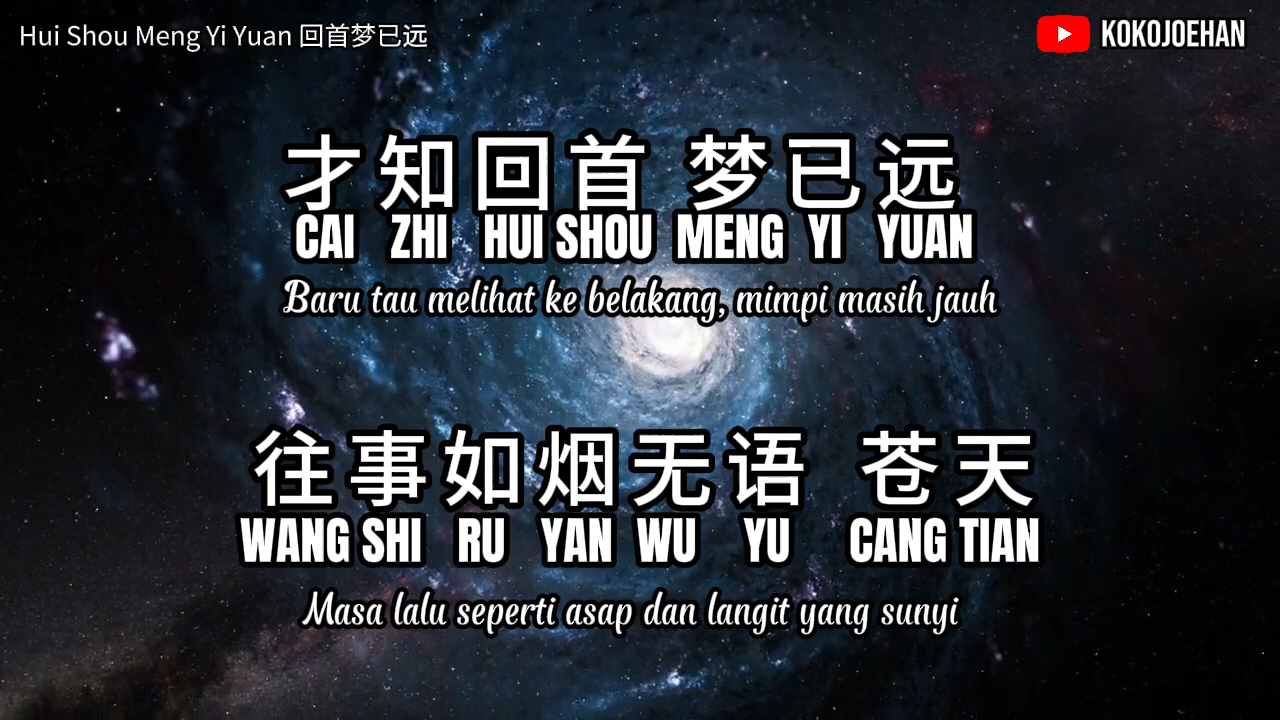 Hui Shou Meng Yi Yuan 回首梦已远
KOKOJOEHAN
才知回首 梦已远
CAI ZHI HUI SHOU MENG YI YUAN
Baru tau melihat ke belakang, mimpi masih jauh
往事如烟无语 苍天
WANG SHI RU YAN WU YU CANG TIAN
Masa lalu seperti asap dan langit yang sunyi